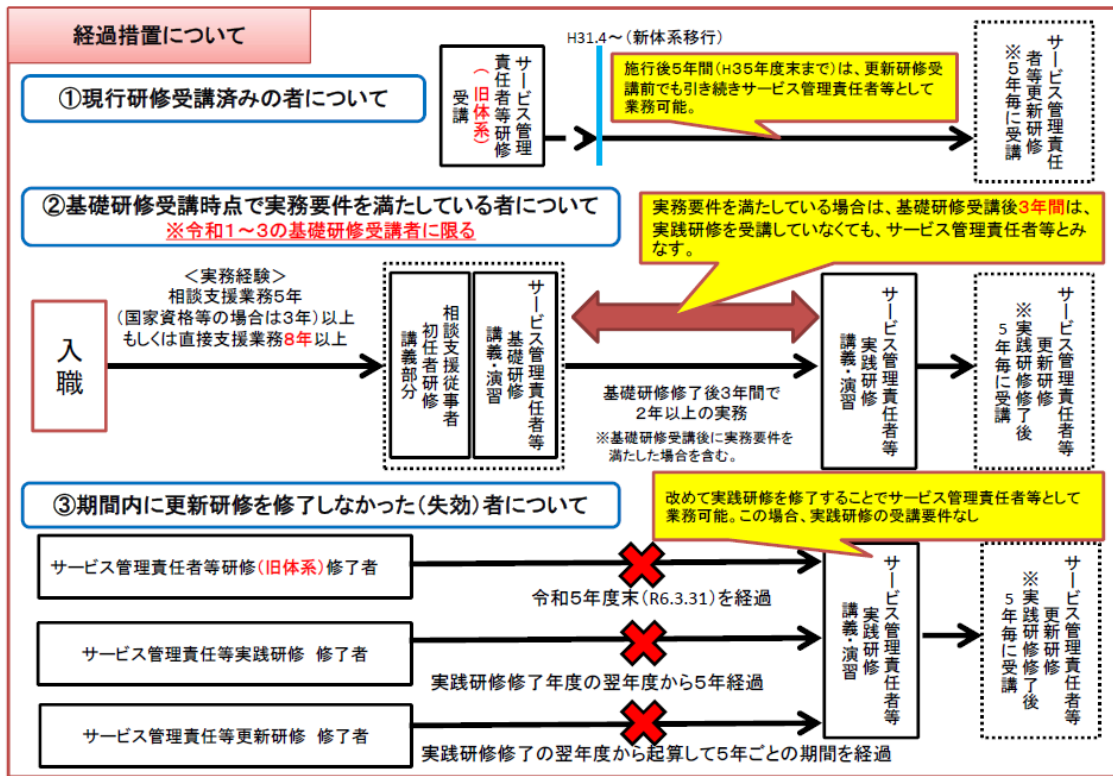 経過措置について
①現行研修受講済みの者について
サービス管理
責任者等研修
(旧体系)
受講
H31.4～(新体系移行)
施行後5年間(H35年度末まで)は、更新研修受
講前でも引き続きサービス管理責任者等として
業務可能。
サービス管理責任
者等更新研修
※５年毎に受講
②基礎研修受講時点で実務要件を満たしている者について
※令和１～３の基礎研修受講者に限る
実務要件を満たしている場合は、基礎研修受講後３年間は、
実践研修を受講していなくても、サービス管理責任者等とみ
なす。
入職
＜実務経験＞
相談支援業務５年
(国家資格等の場合は３年)以上
もしくは直接支援業務８年以上
相談支援従事者
初任者研修
講義部分
サービス管理責任者等
基礎研修
講義・演習
基礎研修修了後３年間で
２年以上の実務
※基礎研修受講後に実務要件を
満たした場合を含む。
サービス管理責任者等
実践研修
講義・演習
サービス管理責任者等
更新研修
※実践研修修了後
５年毎に受講
③期間内に更新研修を修了しなかった(失効)者について
改めて実践研修を修了することでサービス管理責任者等として
業務可能。この場合、実践研修の受講要件なし
サービス管理責任者等研修(旧体系)修了者
令和５年度末(R6.3.31)を経過
サービス管理責任等実践研修 修了者
実践研修修了年度の翌年度から５年経過
サービス管理責任等更新研修 修了者
実践研修修了の翌年度から起算して５年ごとの期間を経過
サービス管理責任者等
実践研修
講義・演習
サービス管理責任者等
更新研修
※実践研修修了後
５年毎に受講